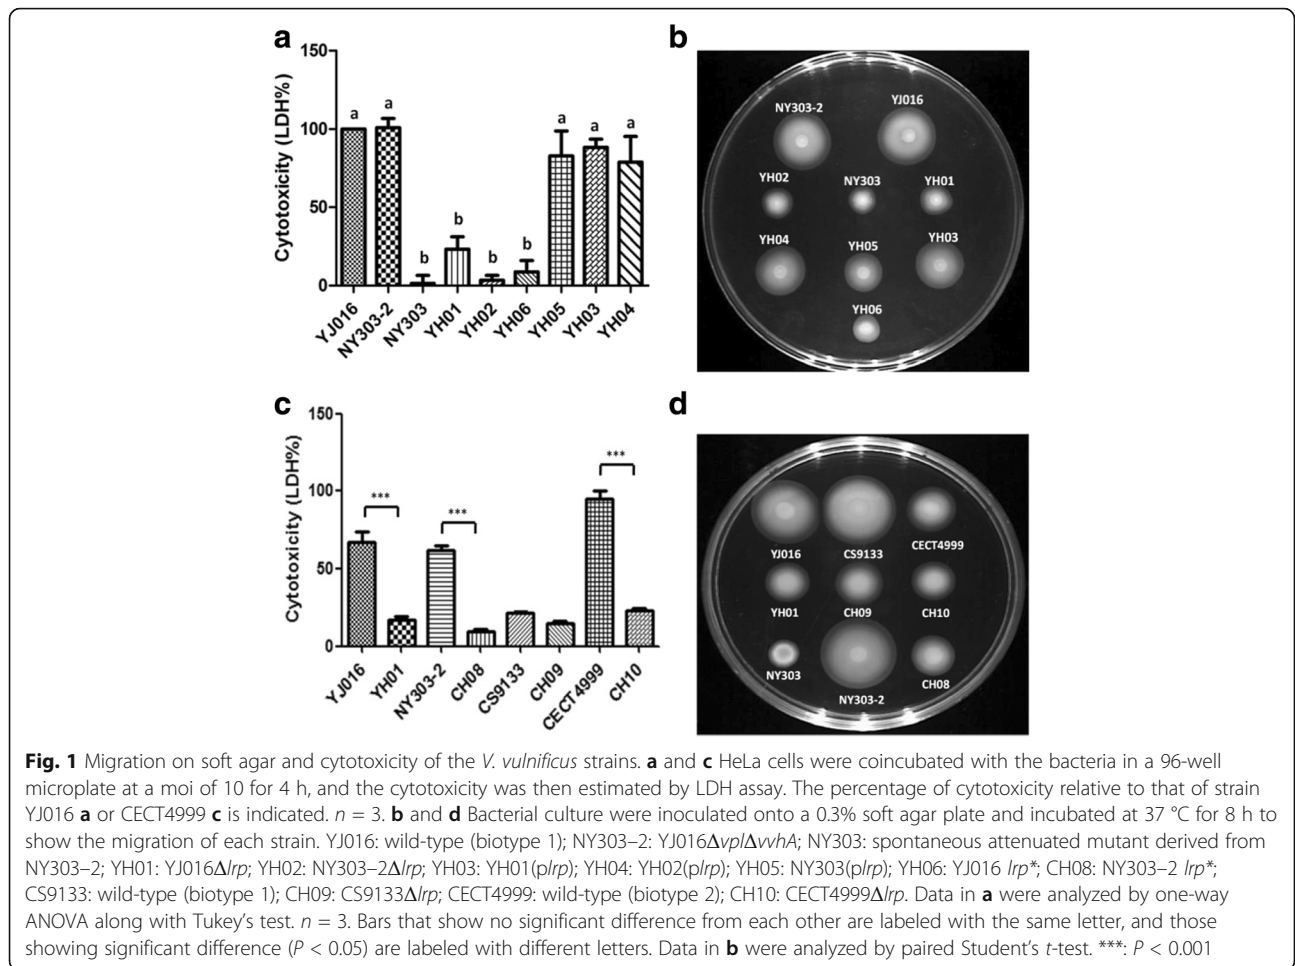 a
150
100
50
0
Cytotoxicity (LDH%)
a
a
b
b
b
b
a
a
a
YJ016
NY303-2
NY303
YH01
YH02
YH06
YH05
YH03
YH04
b
NY303-2
YJ016
YH02
NY303
YH01
YH04
YH05
YH03
YH06
c
150
100
50
0
Cytotoxicity (LDH%)
***
***
***
YJ016
YH01
NY303-2
CH08
CS9133
CH09
CECT4999
CH10
d
YJ016
CS9133
CECT4999
YH01
CH09
CH10
NY303
NY303-2
CH08
Fig. 1 Migration on soft agar and cytotoxicity of the V. vulnificus strains. a and c HeLa cells were coincubated with the bacteria in a 96-well
microplate at a moi of 10 for 4 h, and the cytotoxicity was then estimated by LDH assay. The percentage of cytotoxicity relative to that of strain
YJ016 a or CECT4999 c is indicated. n = 3. b and d Bacterial culture were inoculated onto a 0.3% soft agar plate and incubated at 37 °C for 8 h to
show the migration of each strain. YJ016: wild-type (biotype 1); NY303–2: YJ016ΔvplΔvvhA; NY303: spontaneous attenuated mutant derived from
NY303–2; YH01: YJ016Δlrp; YH02: NY303–2Δlrp; YH03: YH01(plrp); YH04: YH02(plrp); YH05: NY303(plrp); YH06: YJ016 lrp*; CH08: NY303–2 lrp*;
CS9133: wild-type (biotype 1); CH09: CS9133Δlrp; CECT4999: wild-type (biotype 2); CH10: CECT4999Δlrp. Data in a were analyzed by one-way
ANOVA along with Tukey's test. n = 3. Bars that show no significant difference from each other are labeled with the same letter, and those
showing significant difference (P < 0.05) are labeled with different letters. Data in b were analyzed by paired Student's t-test. ***: P < 0.001